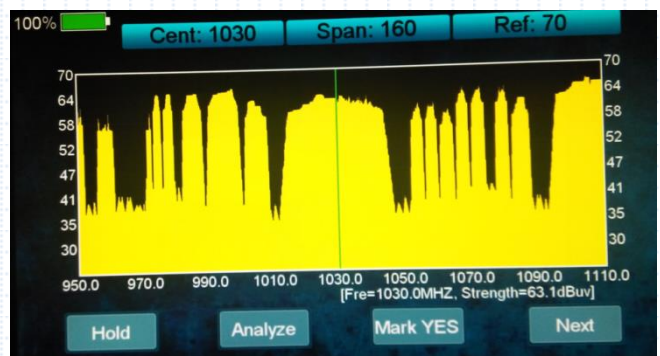 100%
Cent: 1030 Span: 160 Ref: 70
70 70
64 64
58 58
52 52
47 47
41 41
35 35
30 30
950.0 970.0 990.0 1010.0 1030.0 1050.0 1070.0 1090.0 1110.0
[Fre=1030.0MHZ, Strength=63.1dBuv]
Hold Analyze Mark YES Next